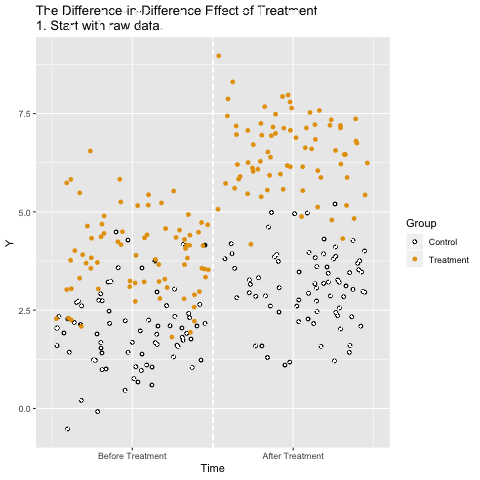 The Difference-in-Difference Effect of Treatment
1. Start with raw data.
Y
7.5
5.0
2.5
0.0
Before Treatment
After Treatment
Time
Group
Control
Treatment